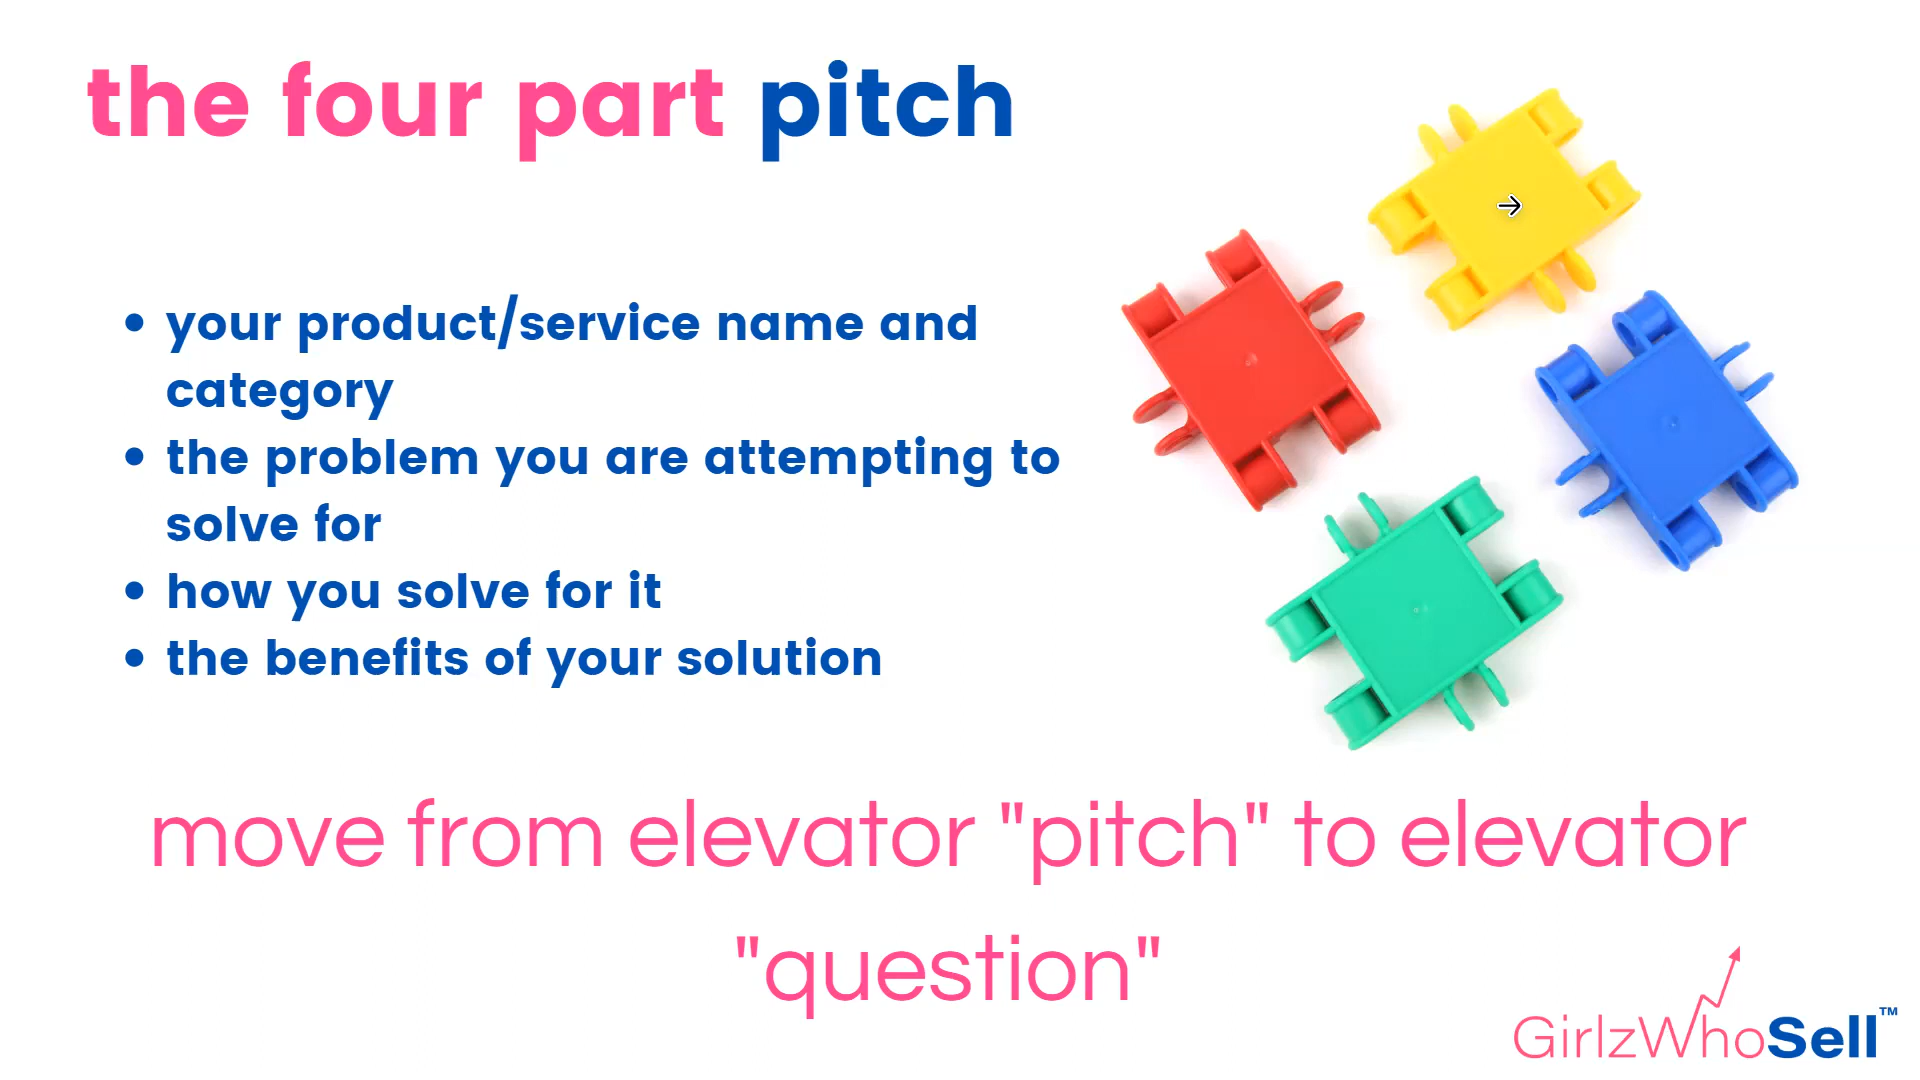 the four part pitch
• your product/service name and
category
• the problem you are attempting to
solve for
• how you solve for it
• the benefits of your solution
move from elevator "pitch" to elevator
"question"
GirlzWhoSell™